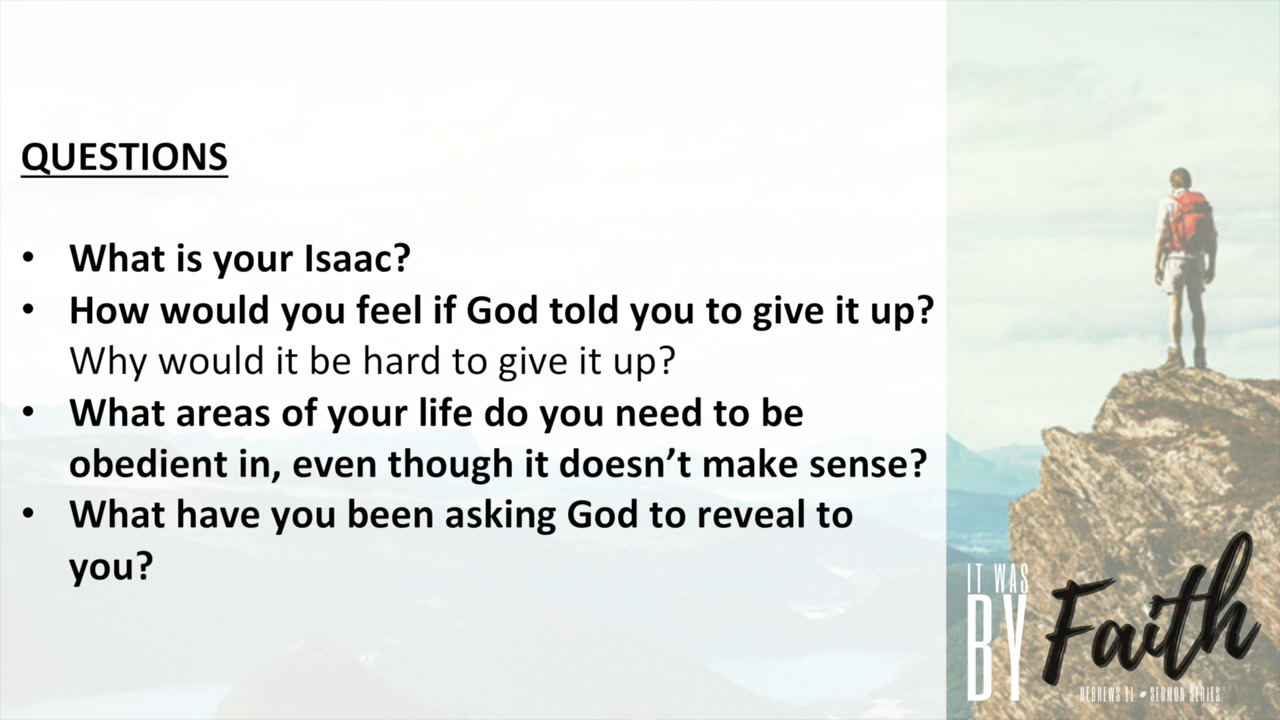 QUESTIONS
• What is your Isaac?
• How would you feel if God told you to give it up?
Why would it be hard to give it up?
• What areas of your life do you need to be
obedient in, even though it doesn’t make sense?
• What have you been asking God to reveal to
you?
IT WAS
BY Faith
HEBREWS 11 • SERMON SERIES